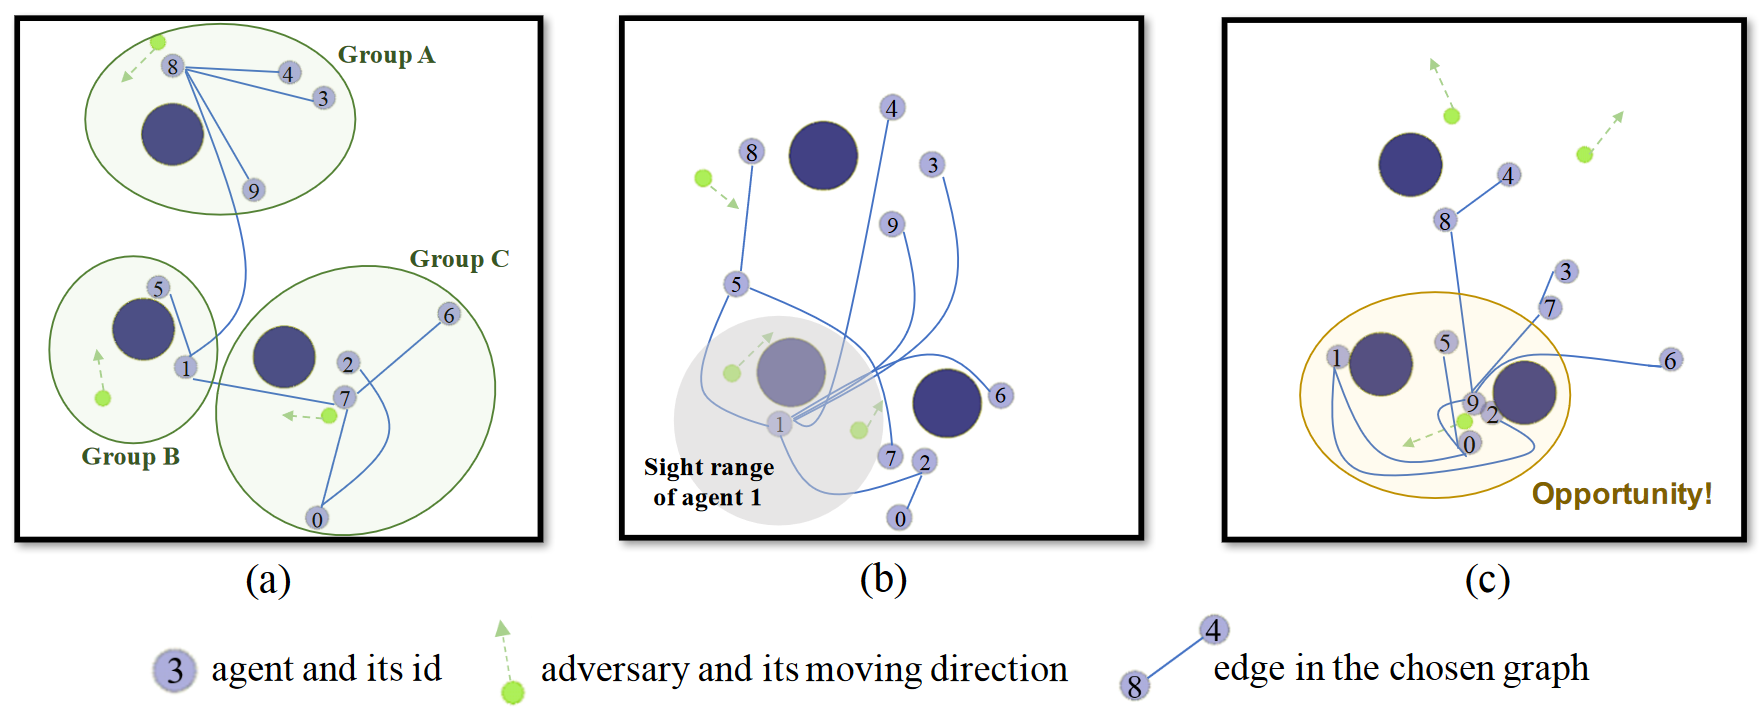 Group A
8
4
3
9
Group C
5
6
1
2
7
Group B
0
(a)
4
8
3
9
5
6
1
Sight range
of agent 1
7
2
0
(b)
4
8
3
7
5
1
6
9
2
0
Opportunity!
(c)
3 agent and its id
adversary and its moving direction
8 4 edge in the chosen graph